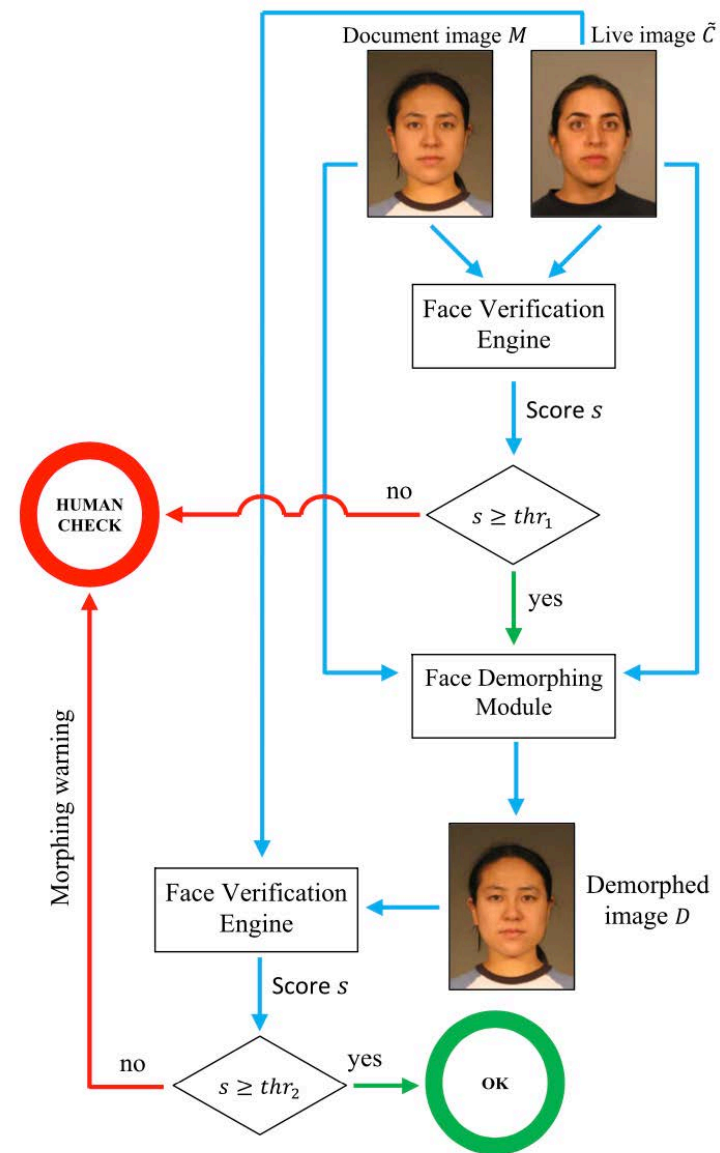 Document image M
Live image C̃
Face Verification
Engine
Score s
no
s ≥ thr₁
HUMAN
CHECK
yes
Face Demorphing
Module
Morphing warning
Face Verification
Engine
Demorphed
image D
Score s
no
s ≥ thr₂
yes
OK